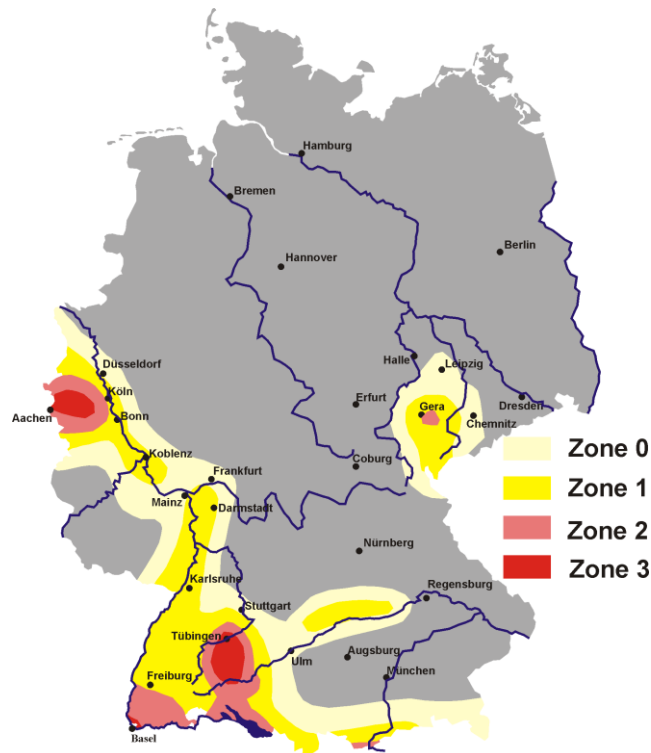 Hamburg
Bremen
Berlin
Hannover
Düsseldorf
Halle
Leipzig
Köln
Aachen
Bonn
Erfurt
Gera
Dresden
Chemnitz
Zone 0
Koblenz
Frankfurt
Coburg
Zone 1
Mainz
Darmstadt
Zone 2
Nürnberg
Zone 3
Karlsruhe
Regensburg
Stuttgart
Tübingen
Ulm
Augsburg
München
Freiburg
Basel